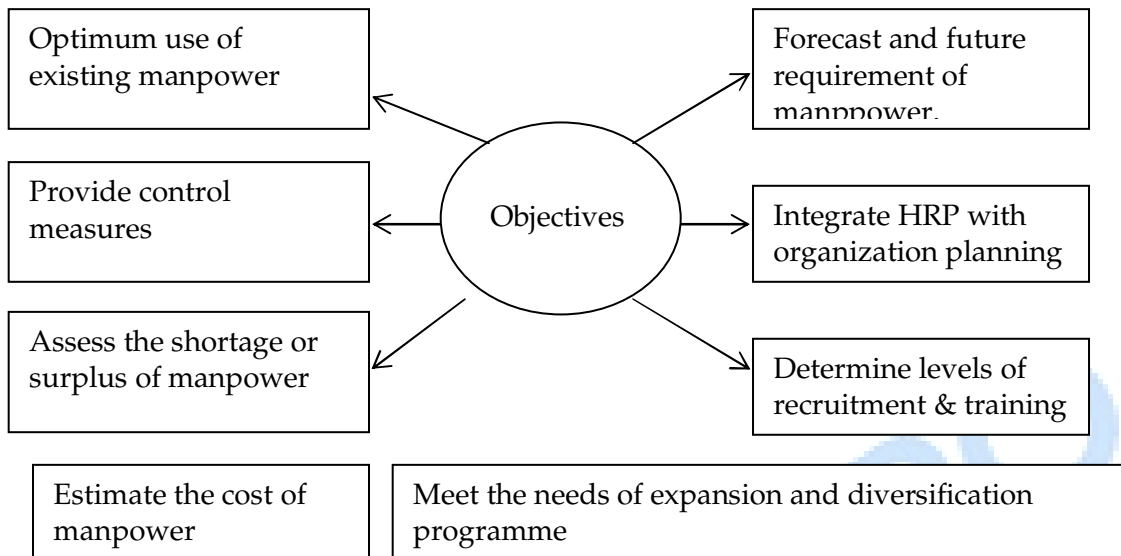 Optimum use of
existing manpower
Forecast and future
requirement of
manppower.
Provide control
measures
Objectives
Integrate HRP with
organization planning
Assess the shortage or
surplus of manpower
Determine levels of
recruitment & training
Estimate the cost of
manpower
Meet the needs of expansion and diversification
programme